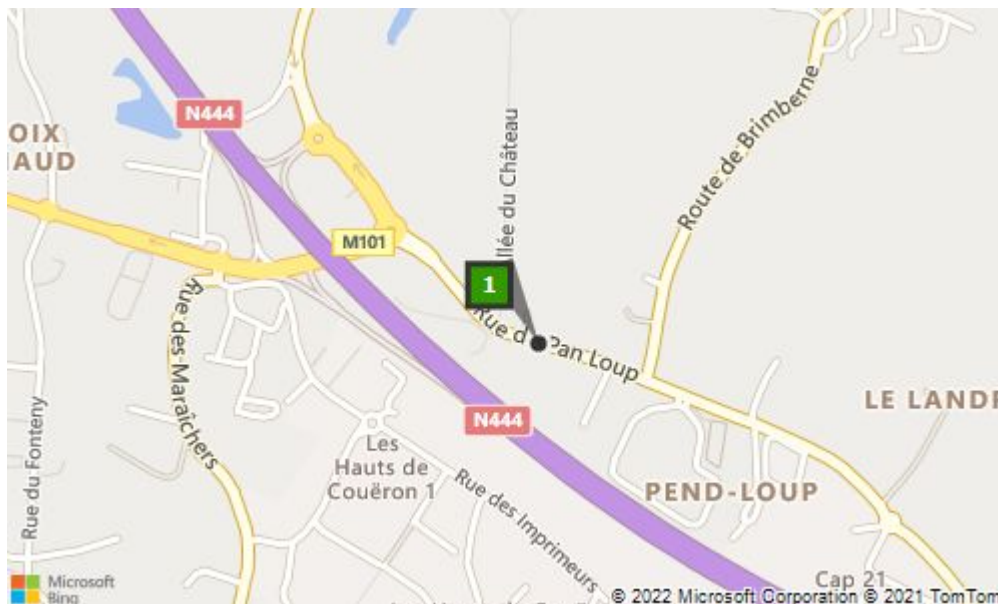 N444
OIX
AUD
llée du Château
Route de Brimberne
M101
1
Rue d Pan Loup
Rue des Maraîchers
LE LANDR
N444
Les
Hauts de
Couëron 1
PEND-LOUP
Rue du Fonteny
Rue des Imprimeurs
Cap 21
Microsoft
Bing
© 2022 Microsoft Corporation © 2021 TomTom